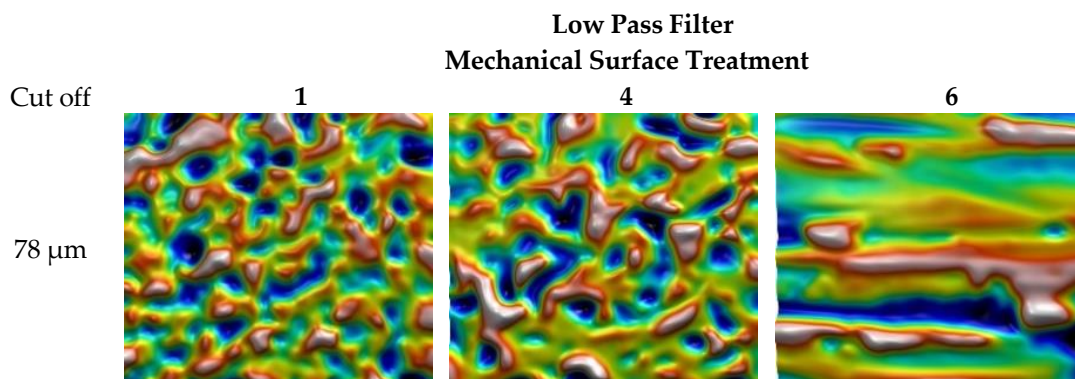 Low Pass Filter
Mechanical Surface Treatment
Cut off 1 4 6
78 µm